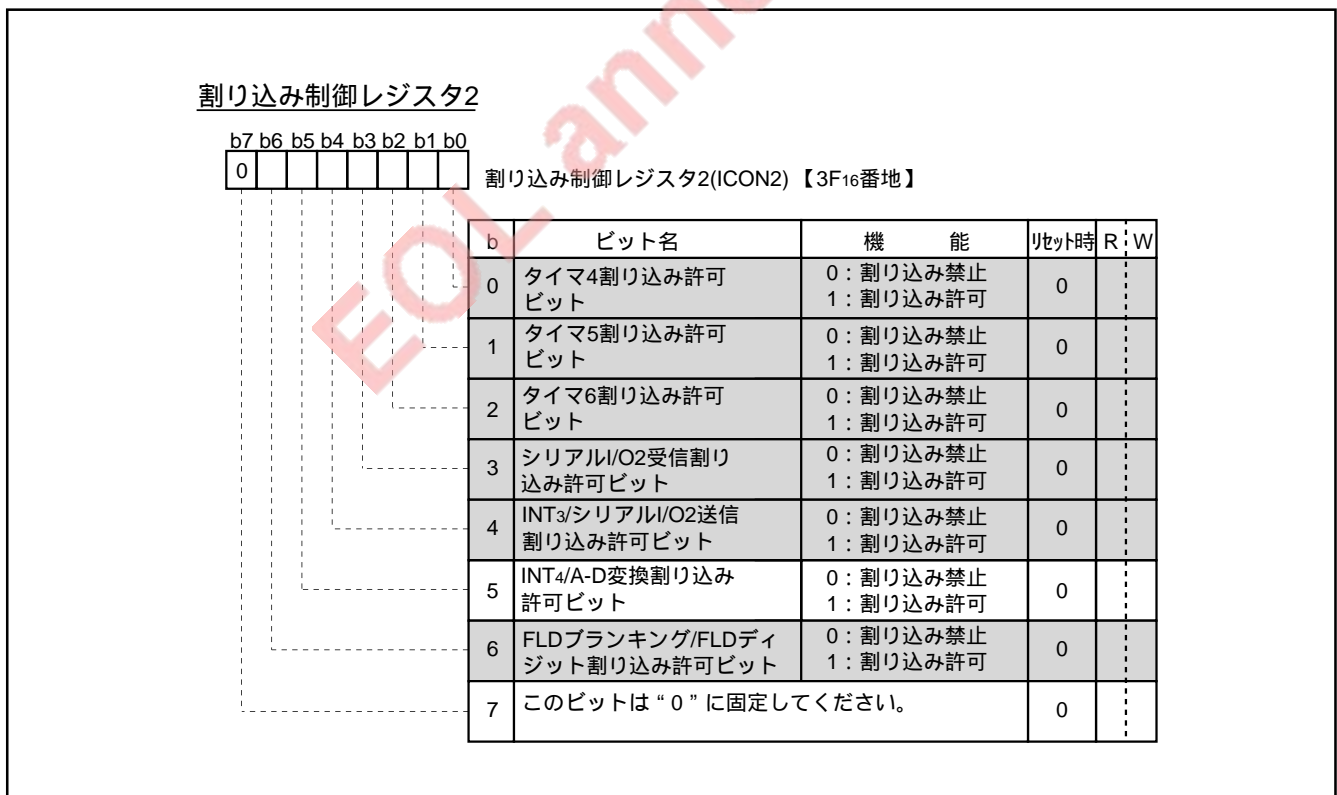 EOL ann
割り込み制御レジスタ2
b7 b6 b5 b4 b3 b2 b1 b0
0
割り込み制御レジスタ2(ICON2)【3F16番地】
b ビット名 機 能 リセット時 R W
0 タイマ4割り込み許可 0:割り込み禁止 0
ビット 1:割り込み許可
1 タイマ5割り込み許可 0:割り込み禁止 0
ビット 1:割り込み許可
2 タイマ6割り込み許可 0:割り込み禁止 0
ビット 1:割り込み許可
3 シリアルI/O2受信割り 0:割り込み禁止 0
込み許可ビット 1:割り込み許可
4 INT3/シリアルI/O2送信 0:割り込み禁止 0
割り込み許可ビット 1:割り込み許可
5 INT4/A-D変換割り込み 0:割り込み禁止 0
許可ビット 1:割り込み許可
6 FLDブランキング/FLDディ 0:割り込み禁止 0
ジット割り込み許可ビット 1:割り込み許可
7 このビットは“0”に固定してください。 0